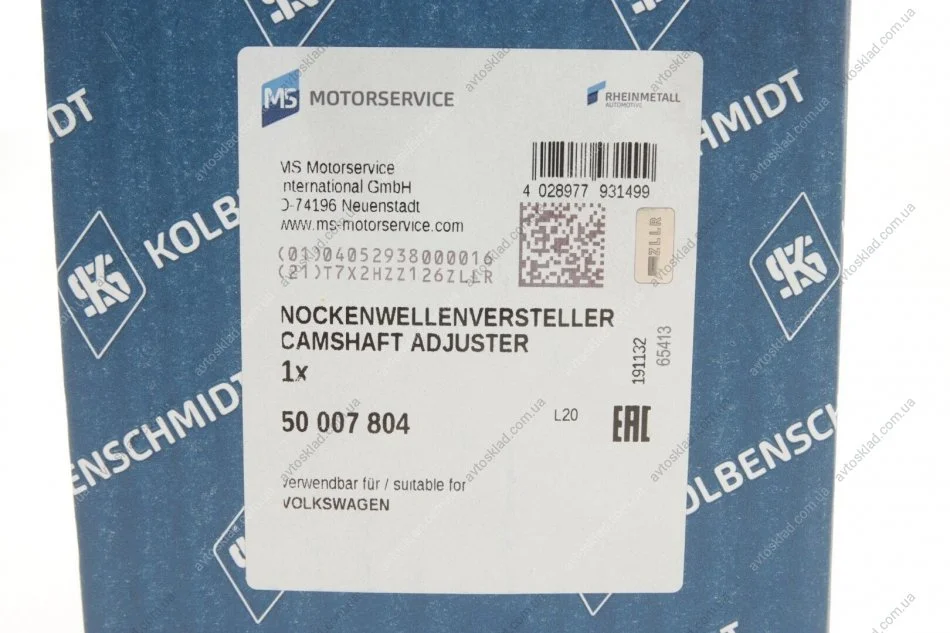 MS MOTORSERVICE
RHEINMETALL
AUTOMOTIVE
MS Motorservice
International GmbH
D-74196 Neuenstadt
www.ms-motorservice.com
4 028977 931499
(01)04052938000016
(21)T7X2HZZ126ZLLR
ZLLR
NOCKENWELLENVERSTELLER
CAMSHAFT ADJUSTER
1x
50 007 804
L20
EAC
191132
65413
verwendbar für / suitable for
VOLKSWAGEN
KOLBENSCHMIDT
avtosklad.com.ua